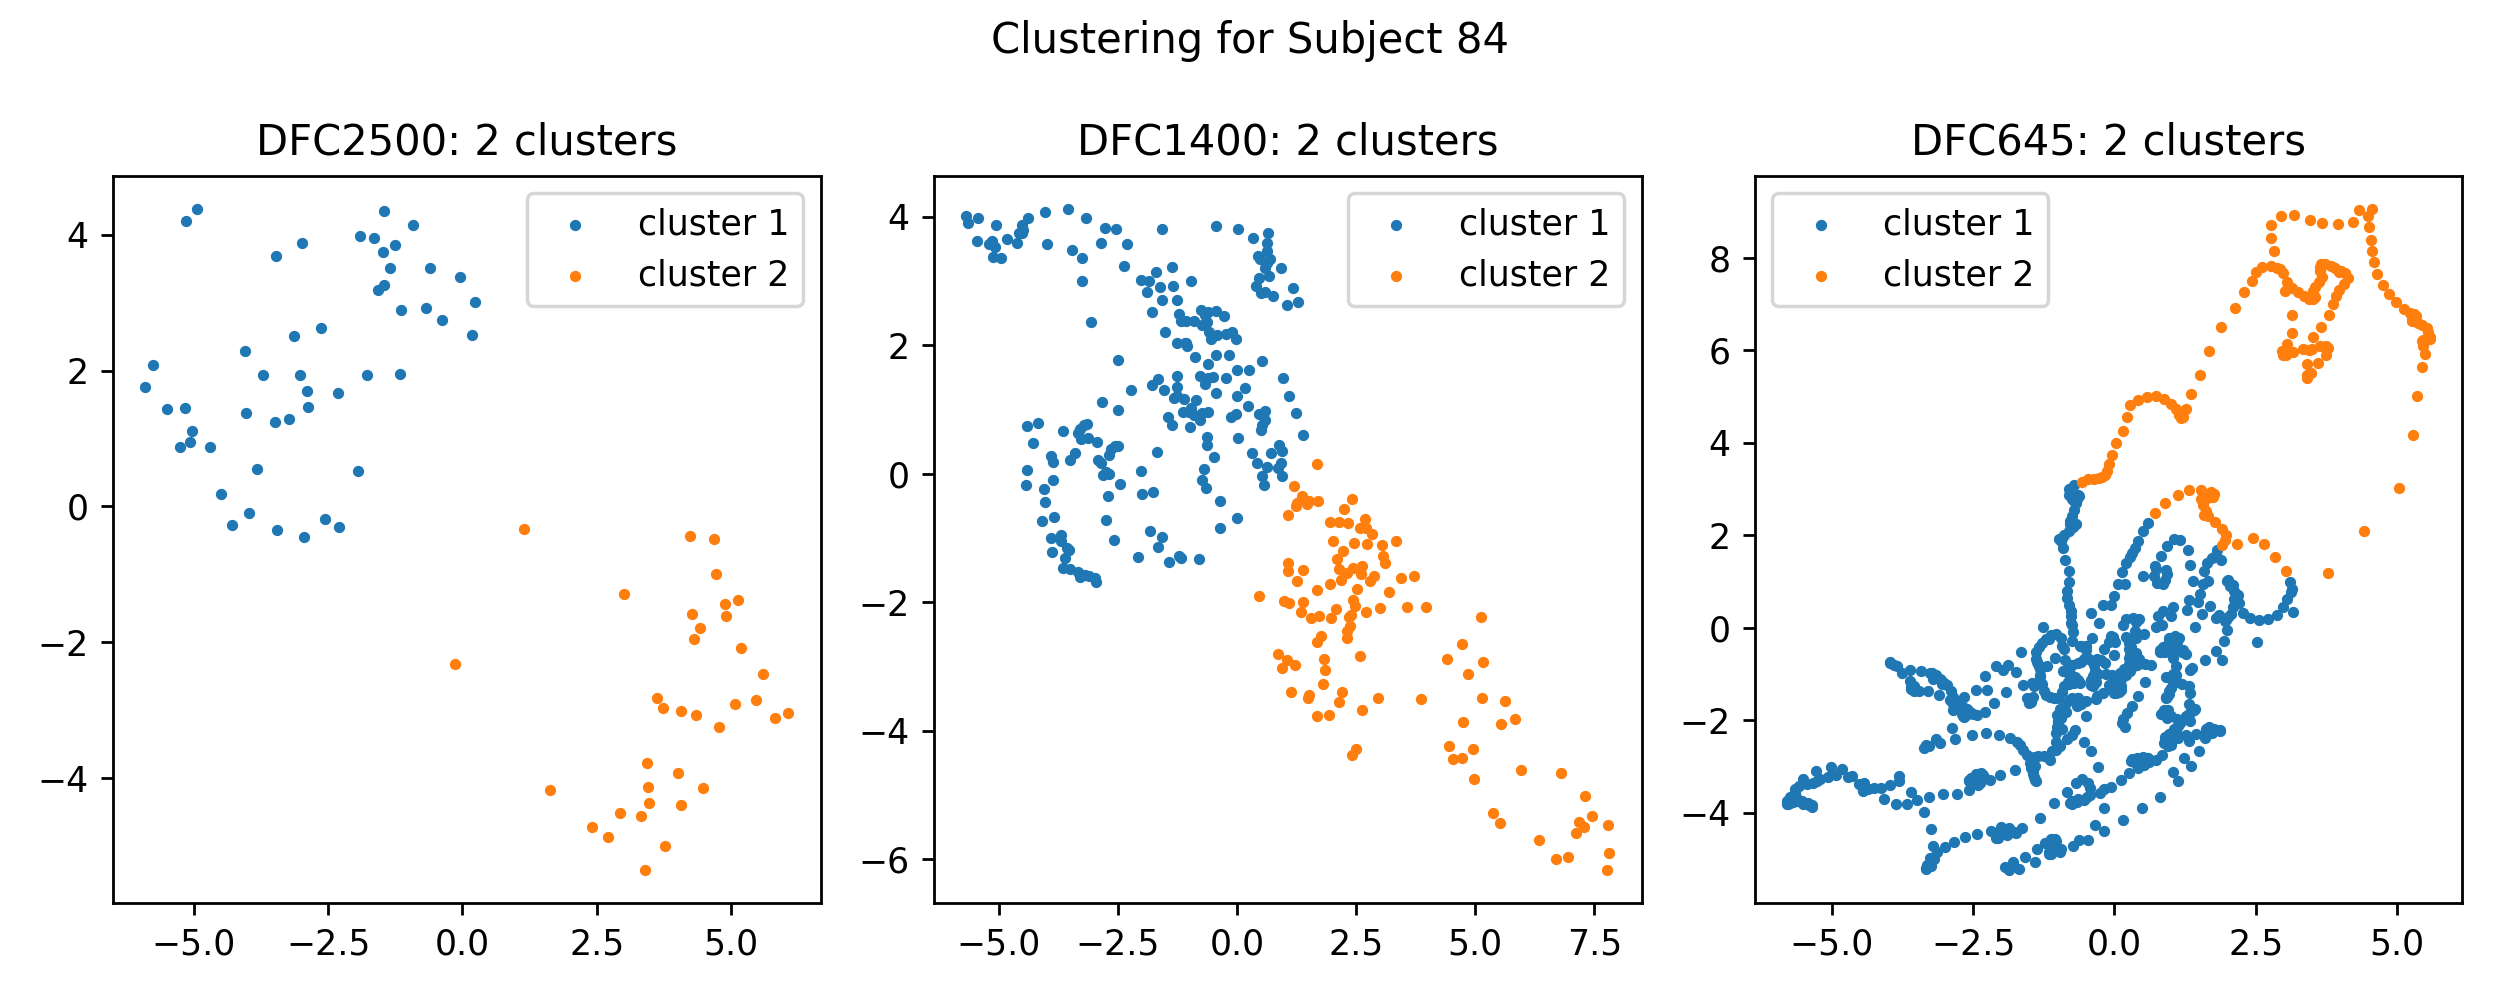 Clustering for Subject 84
DFC2500: 2 clusters
cluster 1
cluster 2
4
2
0
−2
−4
−5.0 −2.5 0.0 2.5 5.0
DFC1400: 2 clusters
cluster 1
cluster 2
4
2
0
−2
−4
−6
−5.0 −2.5 0.0 2.5 5.0 7.5
DFC645: 2 clusters
cluster 1
cluster 2
8
6
4
2
0
−2
−4
−5.0 −2.5 0.0 2.5 5.0